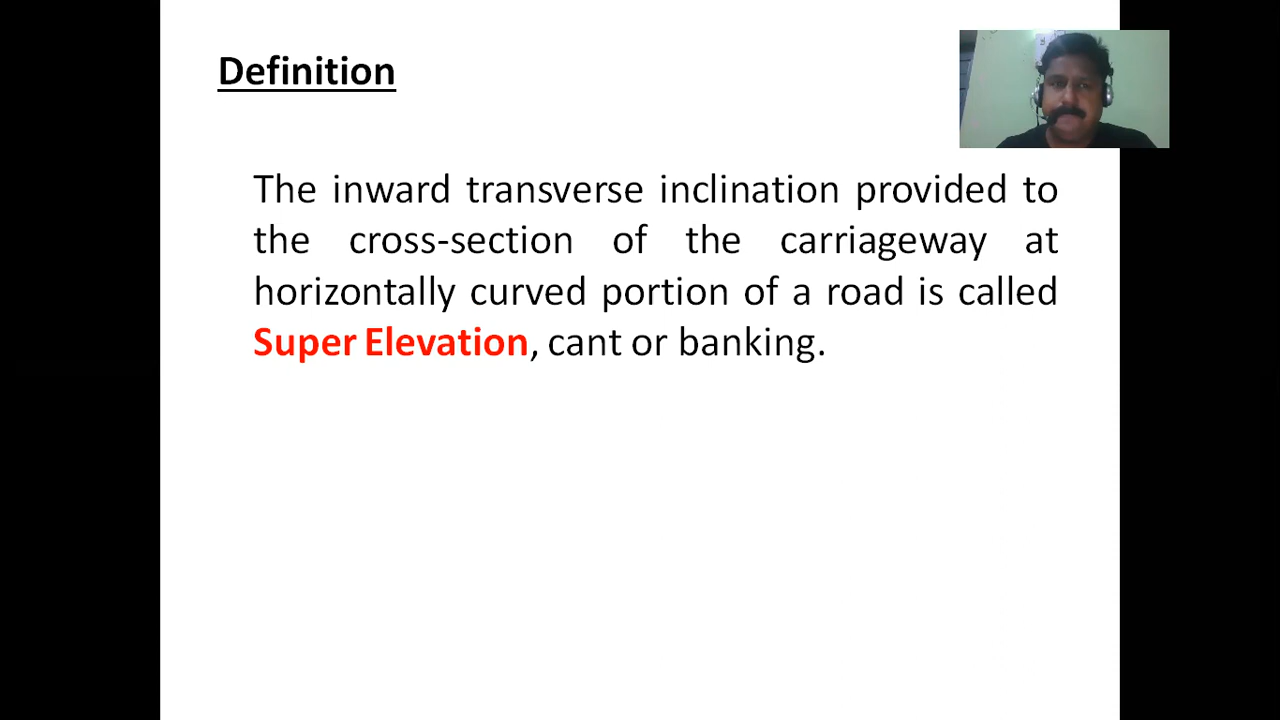 Definition
The inward transverse inclination provided to
the cross-section of the carriageway at
horizontally curved portion of a road is called
Super Elevation, cant or banking.